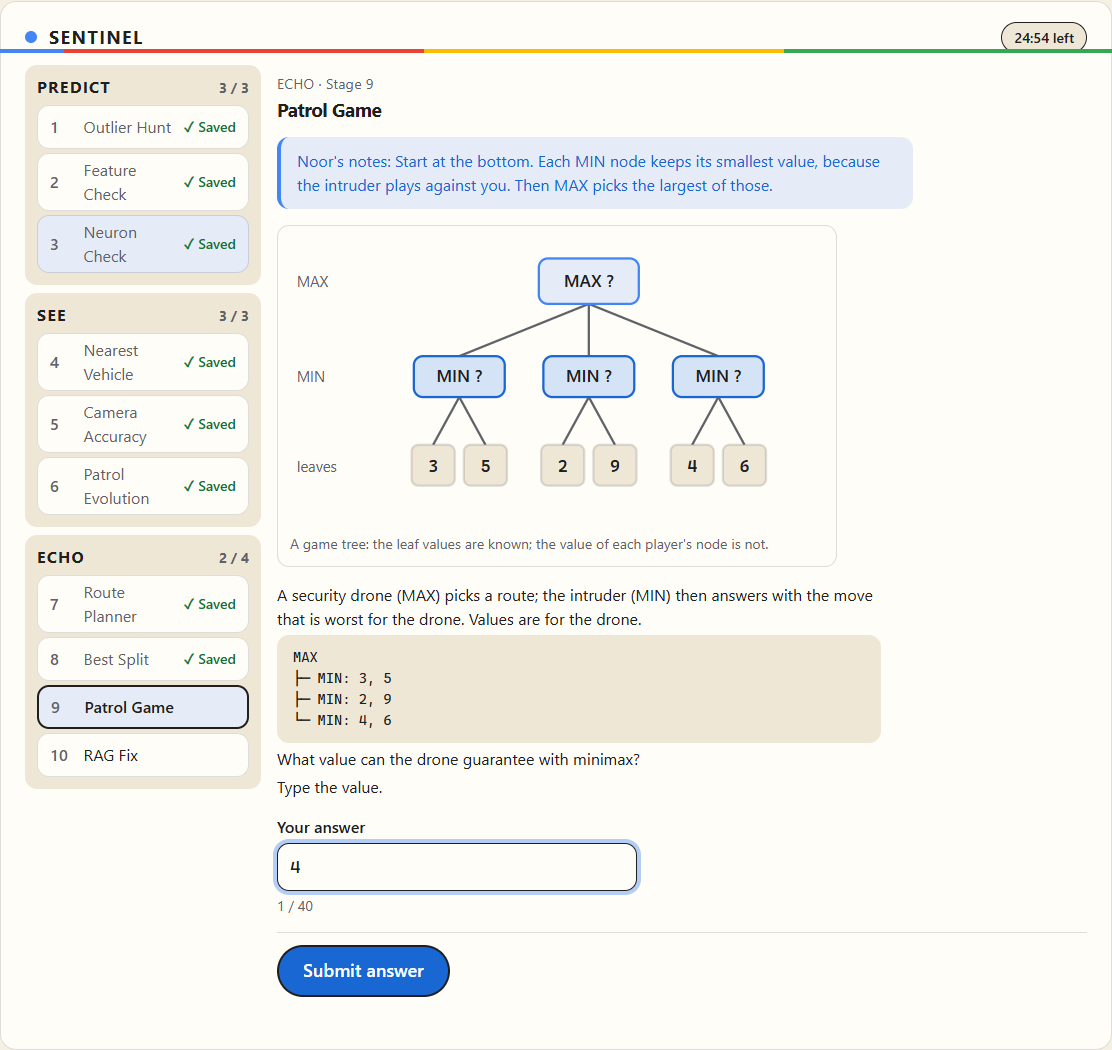 SENTINEL
24:54 left
PREDICT 3 / 3
1 Outlier Hunt ✓ Saved
2 Feature Check ✓ Saved
3 Neuron Check ✓ Saved
SEE 3 / 3
4 Nearest Vehicle ✓ Saved
5 Camera Accuracy ✓ Saved
6 Patrol Evolution ✓ Saved
ECHO 2 / 4
7 Route Planner ✓ Saved
8 Best Split ✓ Saved
9 Patrol Game
10 RAG Fix
ECHO · Stage 9
Patrol Game
Noor's notes: Start at the bottom. Each MIN node keeps its smallest value, because
the intruder plays against you. Then MAX picks the largest of those.
MAX MAX ?
MIN MIN ? MIN ? MIN ?
leaves 3 5 2 9 4 6
A game tree: the leaf values are known; the value of each player's node is not.
A security drone (MAX) picks a route; the intruder (MIN) then answers with the move
that is worst for the drone. Values are for the drone.
MAX
├─ MIN: 3, 5
├─ MIN: 2, 9
└─ MIN: 4, 6
What value can the drone guarantee with minimax?
Type the value.
Your answer
4
1 / 40
Submit answer